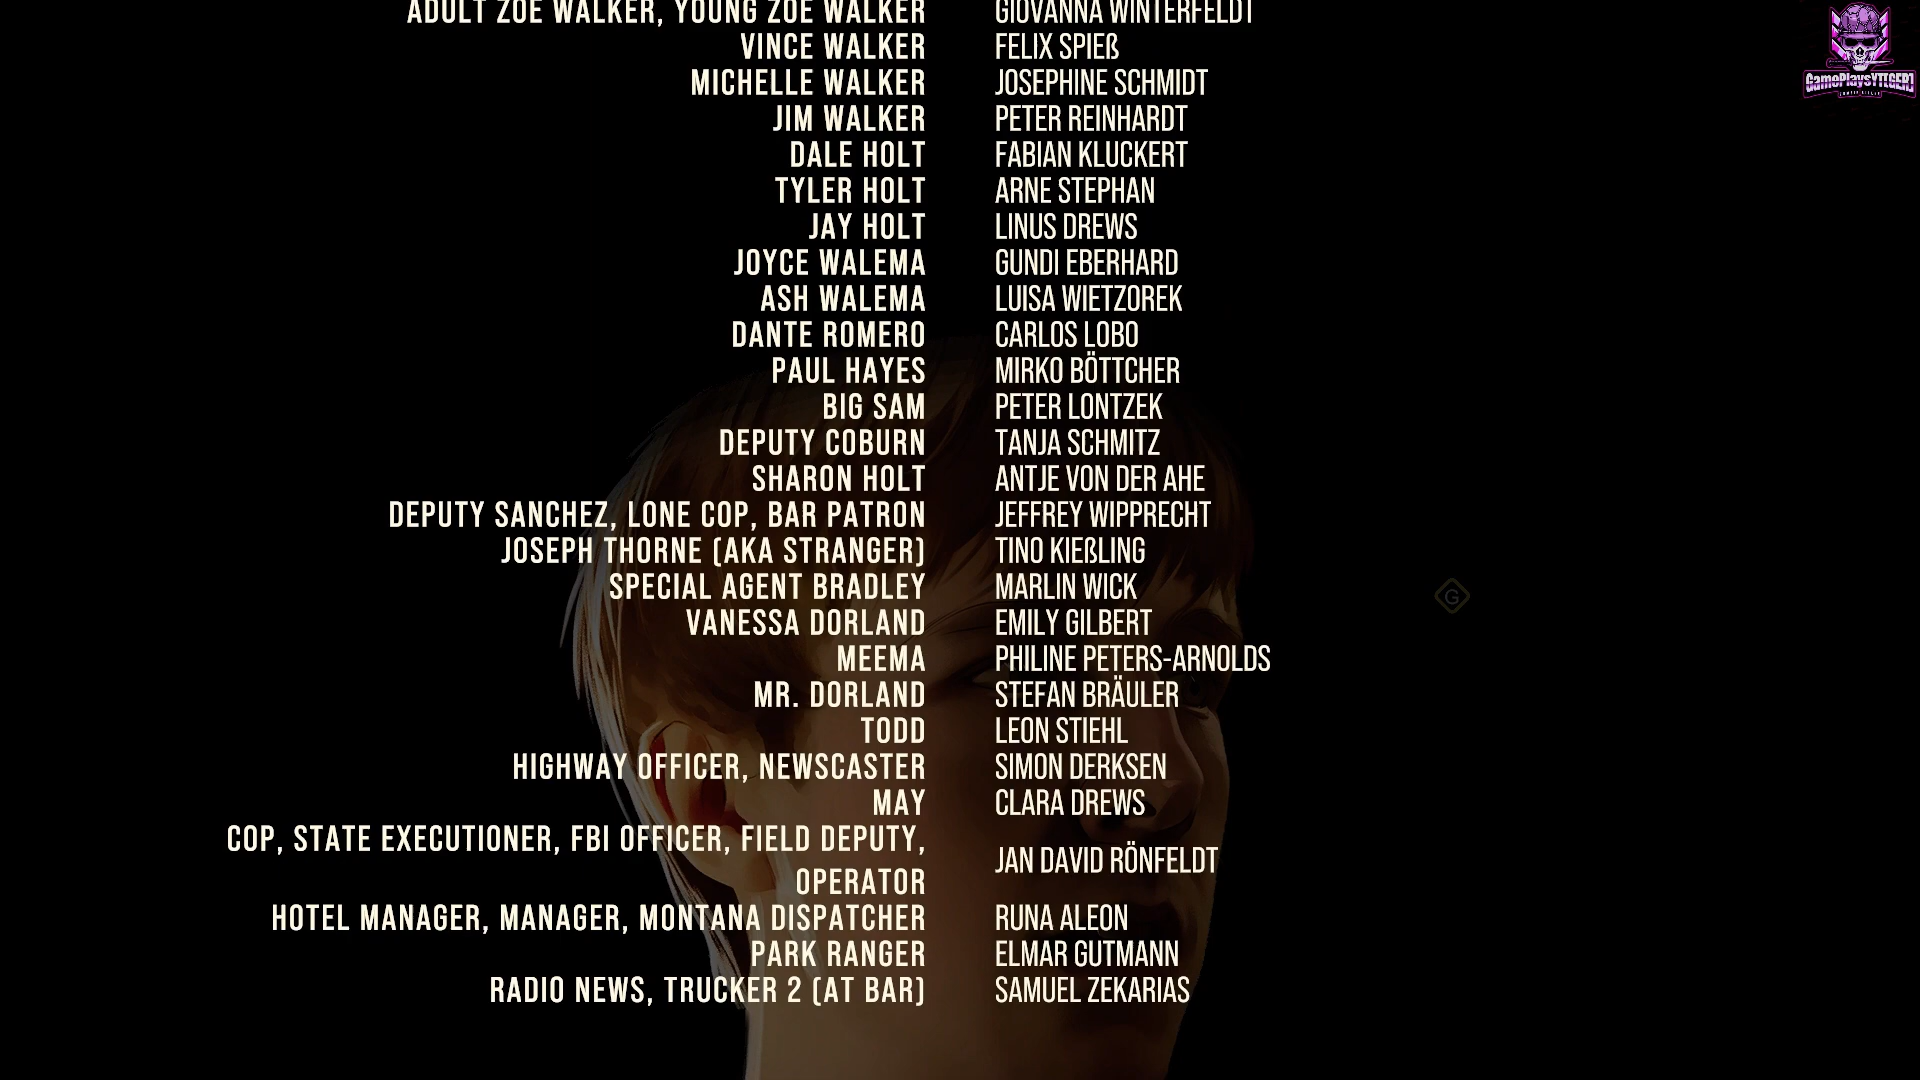 ADULT ZOE WALKER, YOUNG ZOE WALKER GIOVANNA WINTERFELDT
VINCE WALKER FELIX SPIEß
MICHELLE WALKER JOSEPHINE SCHMIDT
JIM WALKER PETER REINHARDT
DALE HOLT FABIAN KLUCKERT
TYLER HOLT ARNE STEPHAN
JAY HOLT LINUS DREWS
JOYCE WALEMA GUNDI EBERHARD
ASH WALEMA LUISA WIETZOREK
DANTE ROMERO CARLOS LOBO
PAUL HAYES MIRKO BÖTTCHER
BIG SAM PETER LONTZEK
DEPUTY COBURN TANJA SCHMITZ
SHARON HOLT ANTJE VON DER AHE
DEPUTY SANCHEZ, LONE COP, BAR PATRON JEFFREY WIPPRECHT
JOSEPH THORNE (AKA STRANGER) TINO KIEßLING
SPECIAL AGENT BRADLEY MARLIN WICK
VANESSA DORLAND EMILY GILBERT
MEEMA PHILINE PETERS-ARNOLDS
MR. DORLAND STEFAN BRÄULER
TODD LEON STIEHL
HIGHWAY OFFICER, NEWSCASTER SIMON DERKSEN
MAY CLARA DREWS
COP, STATE EXECUTIONER, FBI OFFICER, FIELD DEPUTY,
OPERATOR JAN DAVID RÖNFELDT
HOTEL MANAGER, MANAGER, MONTANA DISPATCHER RUNA ALEON
PARK RANGER ELMAR GUTMANN
RADIO NEWS, TRUCKER 2 (AT BAR) SAMUEL ZEKARIAS
GamePlaysYT[GER]
G